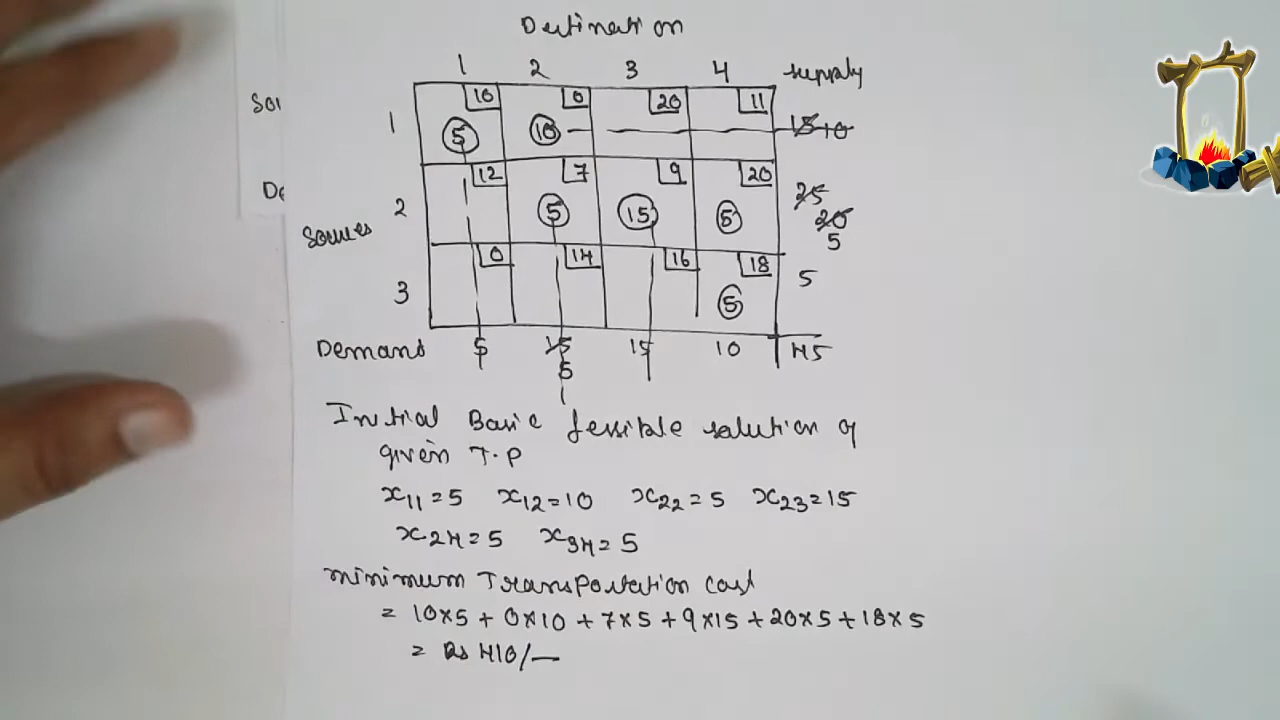 Destination
1 2 3 4 supply
1 10 0 20 11 15 10
5 10
2 12 7 9 20 25 20 5
5 15 5
Sources
3 0 14 16 18 5
5
Demand 5 15 5 15 10 45
Initial Basic fessible solution of
given T.P
x11=5 x12=10 x22=5 x23=15
x24=5 x34=5
minimum Transportation cost
= 10×5 + 0×10 + 7×5 + 9×15 + 20×5 + 18×5
= Rs 410/—